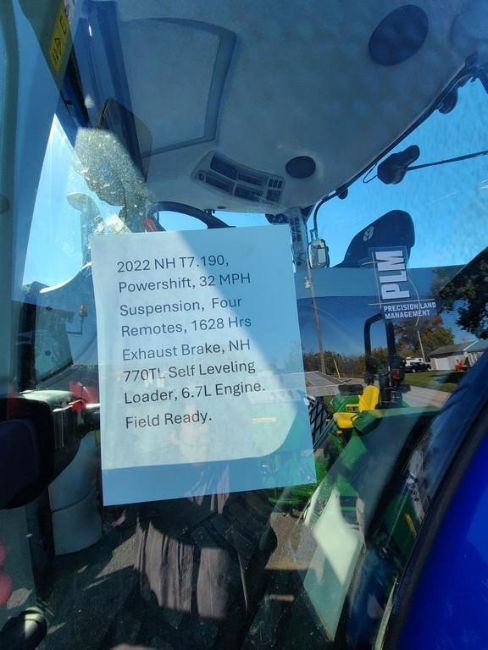 2022 NH T7.190,
Powershift, 32 MPH
Suspension, Four
Remotes, 1628 Hrs
Exhaust Brake, NH
770TL Self Leveling
Loader, 6.7L Engine.
Field Ready.
PLM
PRECISION LAND
MANAGEMENT